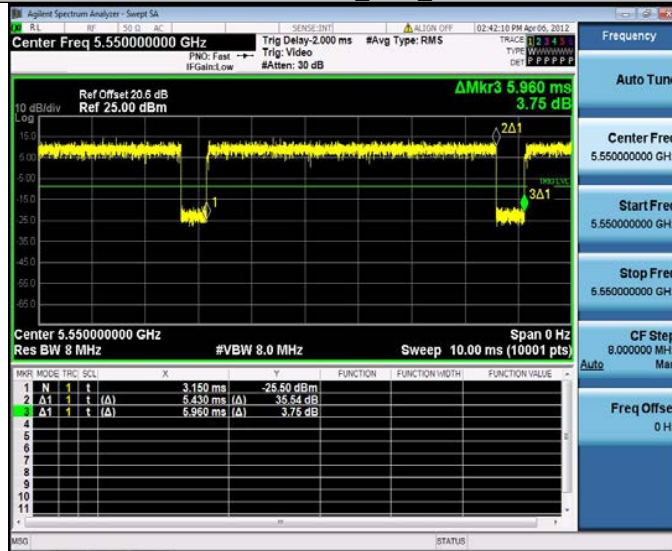 Agilent Spectrum Analyzer - Swept SA
RL RF 50 Ω AC SENSE:INT ALIGN OFF 02:42:10 PM Apr 06, 2012
Center Freq 5.550000000 GHz
PNO: Fast
IFGain:Low
Trig Delay-2.000 ms
Trig: Video
#Atten: 30 dB
#Avg Type: RMS
TRACE 1 2 3 4 5 6
TYPE WWWWWW
DET P P P P P P
Frequency
Auto Tune
ΔMkr3 5.960 ms
3.75 dB
Ref Offset 20.6 dB
Ref 25.00 dBm
10 dB/div
Log
15.0
5.00
-5.00
-15.0
-25.0
-35.0
-45.0
-55.0
-65.0
2Δ1
TRIG LVL
3Δ1
1
Center Freq
5.550000000 GH
Start Freq
5.550000000 GH
Stop Freq
5.550000000 GH
CF Step
8.000000 MH
Auto Ma
Freq Offse
0 H
Center 5.550000000 GHz
Span 0 Hz
Res BW 8 MHz
#VBW 8.0 MHz
Sweep 10.00 ms (10001 pts)
MKR MODE TRC SCL X Y FUNCTION FUNCTION WIDTH FUNCTION VALUE
1 N 1 t 3.150 ms -25.50 dBm
2 Δ1 1 t (Δ) 5.430 ms (Δ) 35.54 dB
3 Δ1 1 t (Δ) 5.960 ms (Δ) 3.75 dB
4
5
6
7
8
9
10
11
MSG STATUS